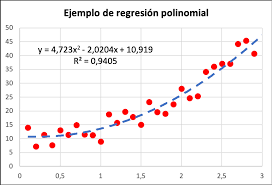 Ejemplo de regresión polinomial
y = 4,723x² - 2,0204x + 10,919
R² = 0,9405
50
45
40
35
30
25
20
15
10
5
0
0 0,5 1 1,5 2 2,5 3